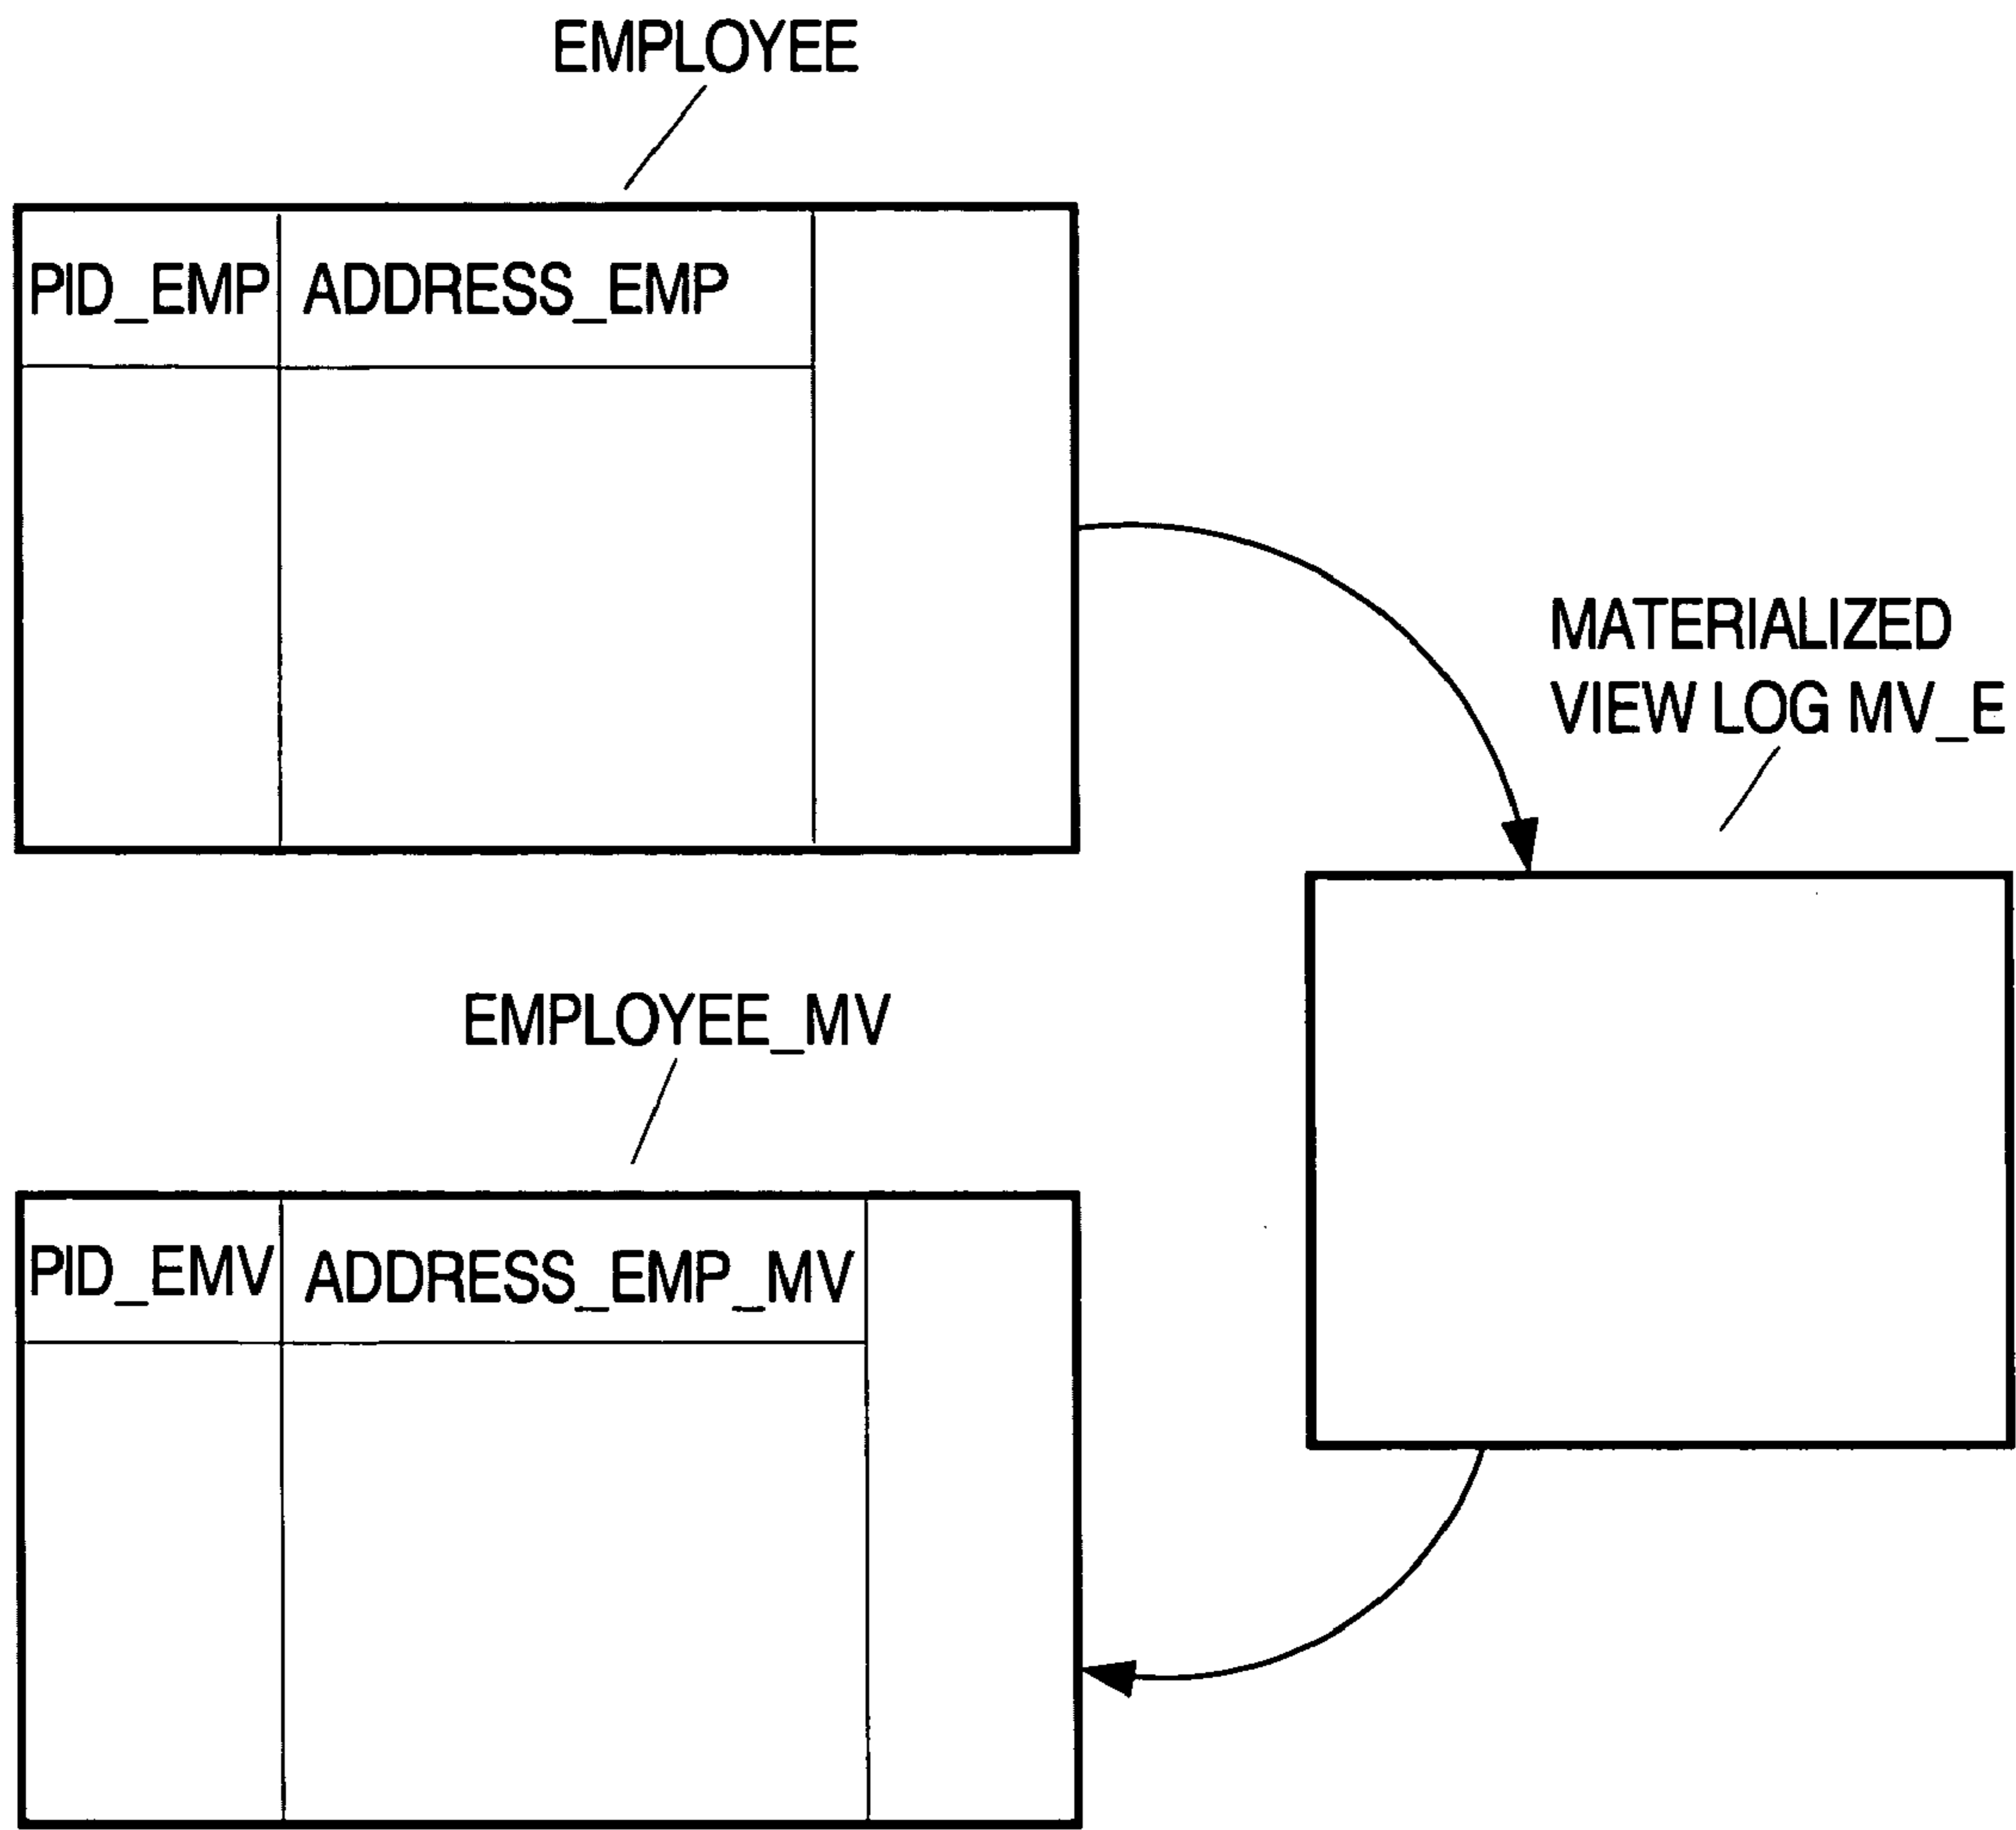 EMPLOYEE
PID_EMP
ADDRESS_EMP
MATERIALIZED
VIEW LOG MV_E
EMPLOYEE_MV
PID_EMV
ADDRESS_EMP_MV